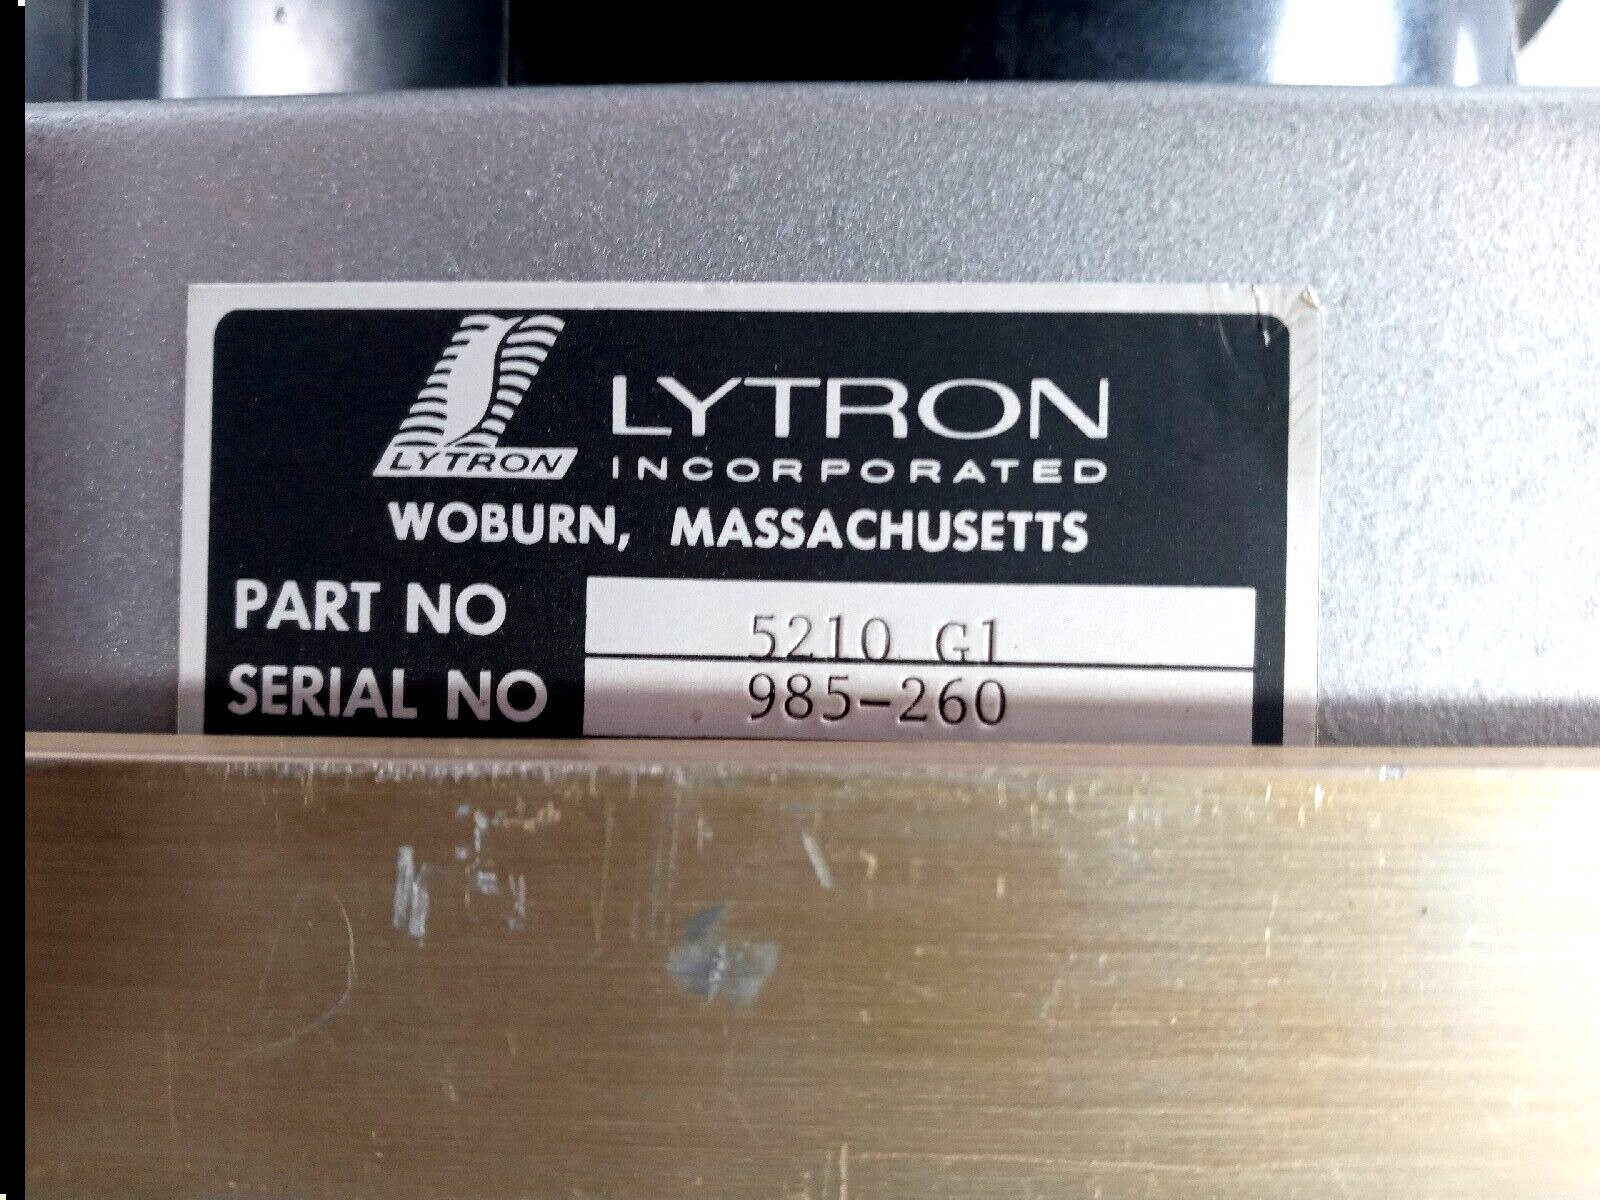 LYTRON
LYTRON
INCORPORATED
WOBURN, MASSACHUSETTS
PART NO 5210 G1
SERIAL NO 985-260